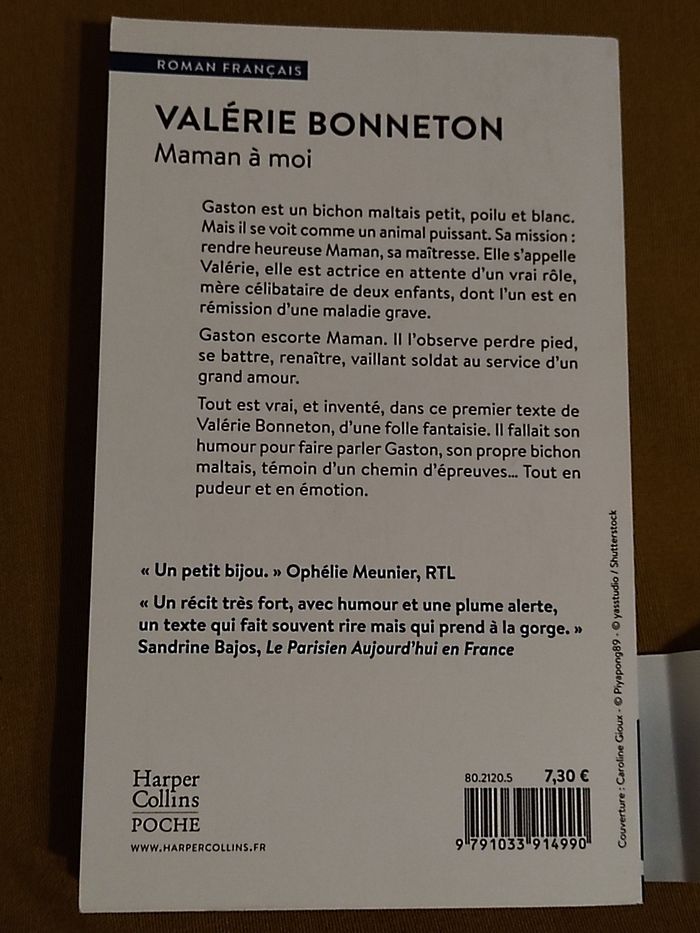 ROMAN FRANÇAIS
VALÉRIE BONNETON
Maman à moi
Gaston est un bichon maltais petit, poilu et blanc.
Mais il se voit comme un animal puissant. Sa mission :
rendre heureuse Maman, sa maîtresse. Elle s'appelle
Valérie, elle est actrice en attente d'un vrai rôle,
mère célibataire de deux enfants, dont l'un est en
rémission d'une maladie grave.
Gaston escorte Maman. Il l'observe perdre pied,
se battre, renaître, vaillant soldat au service d'un
grand amour.
Tout est vrai, et inventé, dans ce premier texte de
Valérie Bonneton, d'une folle fantaisie. Il fallait son
humour pour faire parler Gaston, son propre bichon
maltais, témoin d'un chemin d'épreuves... Tout en
pudeur et en émotion.
« Un petit bijou. » Ophélie Meunier, RTL
« Un récit très fort, avec humour et une plume alerte,
un texte qui fait souvent rire mais qui prend à la gorge. »
Sandrine Bajos, Le Parisien Aujourd'hui en France
Harper
Collins
POCHE
WWW.HARPERCOLLINS.FR
80.2120.5 7,30 €
9 791033 914990
Couverture : Caroline Gioux - © Piyapong89 - © yasstudio / Shutterstock